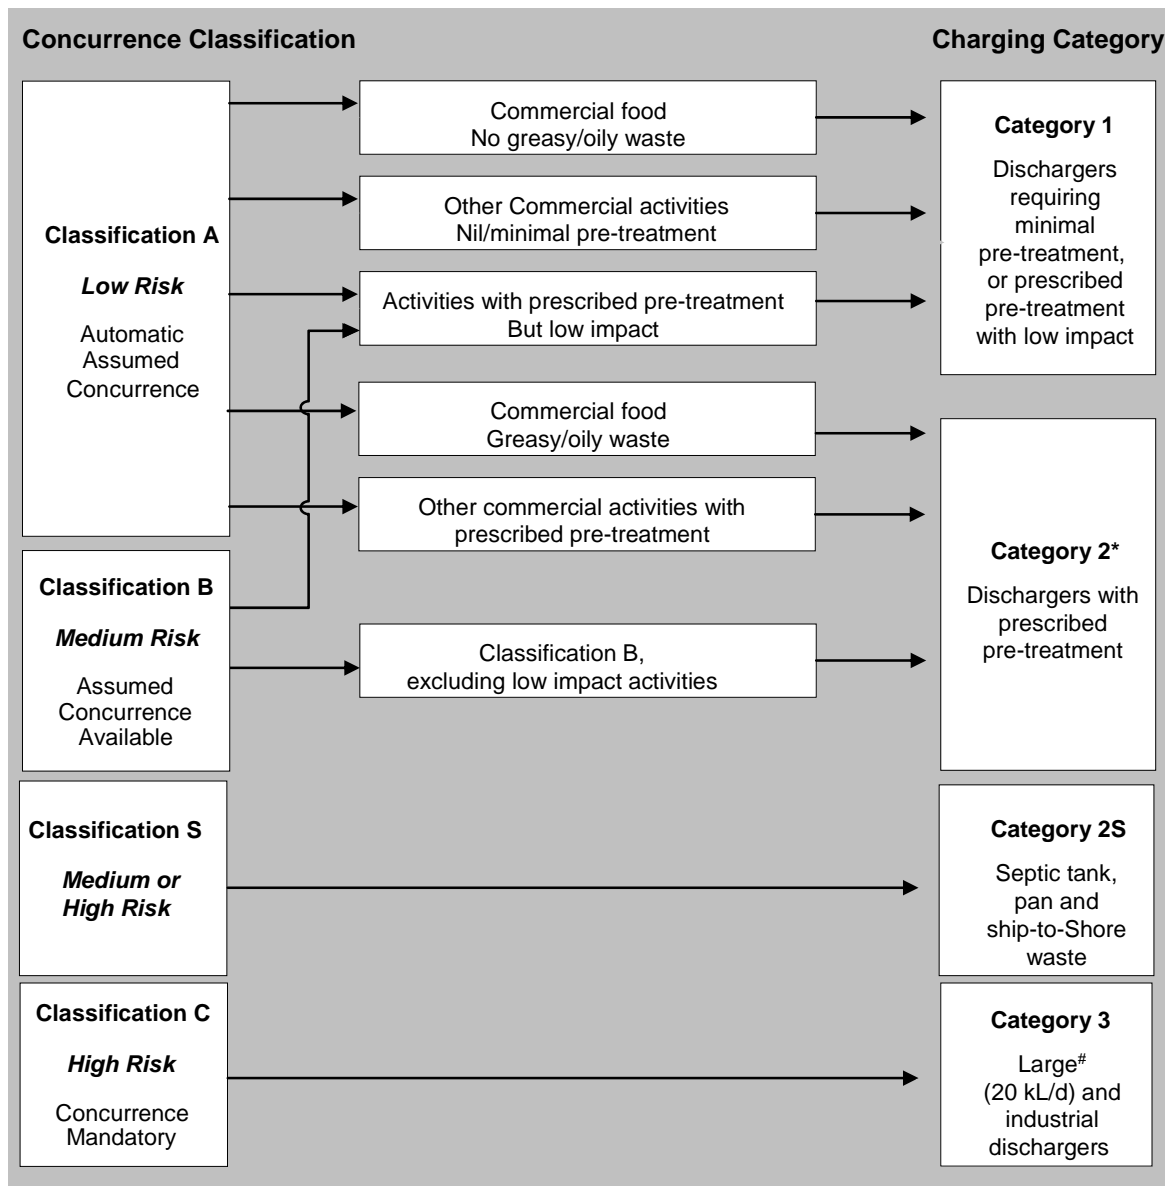 Concurrence Classification
Charging Category
Classification A
Low Risk
Automatic
Assumed
Concurrence
Commercial food
No greasy/oily waste
Other Commercial activities
Nil/minimal pre-treatment
Activities with prescribed pre-treatment
But low impact
Commercial food
Greasy/oily waste
Other commercial activities with
prescribed pre-treatment
Category 1
Dischargers
requiring
minimal
pre-treatment,
or prescribed
pre-treatment
with low impact
Classification B
Medium Risk
Assumed
Concurrence
Available
Classification B,
excluding low impact activities
Category 2*
Dischargers with
prescribed
pre-treatment
Classification S
Medium or
High Risk
Category 2S
Septic tank,
pan and
ship-to-Shore
waste
Classification C
High Risk
Concurrence
Mandatory
Category 3
Large#
(20 kL/d) and
industrial
dischargers